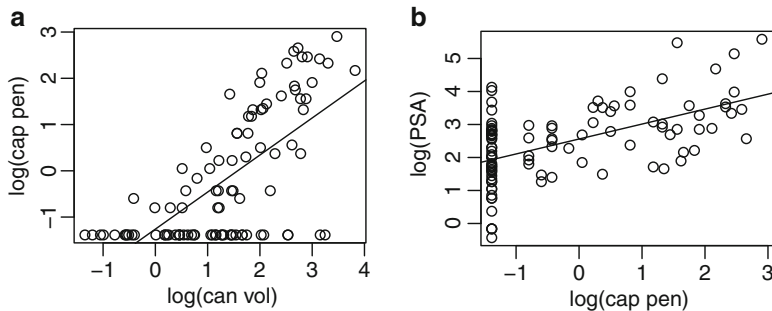 a
3
2
1
0
−1
log(cap pen)
−1 0 1 2 3 4
log(can vol)
b
5
4
3
2
1
0
log(PSA)
−1 0 1 2 3
log(cap pen)